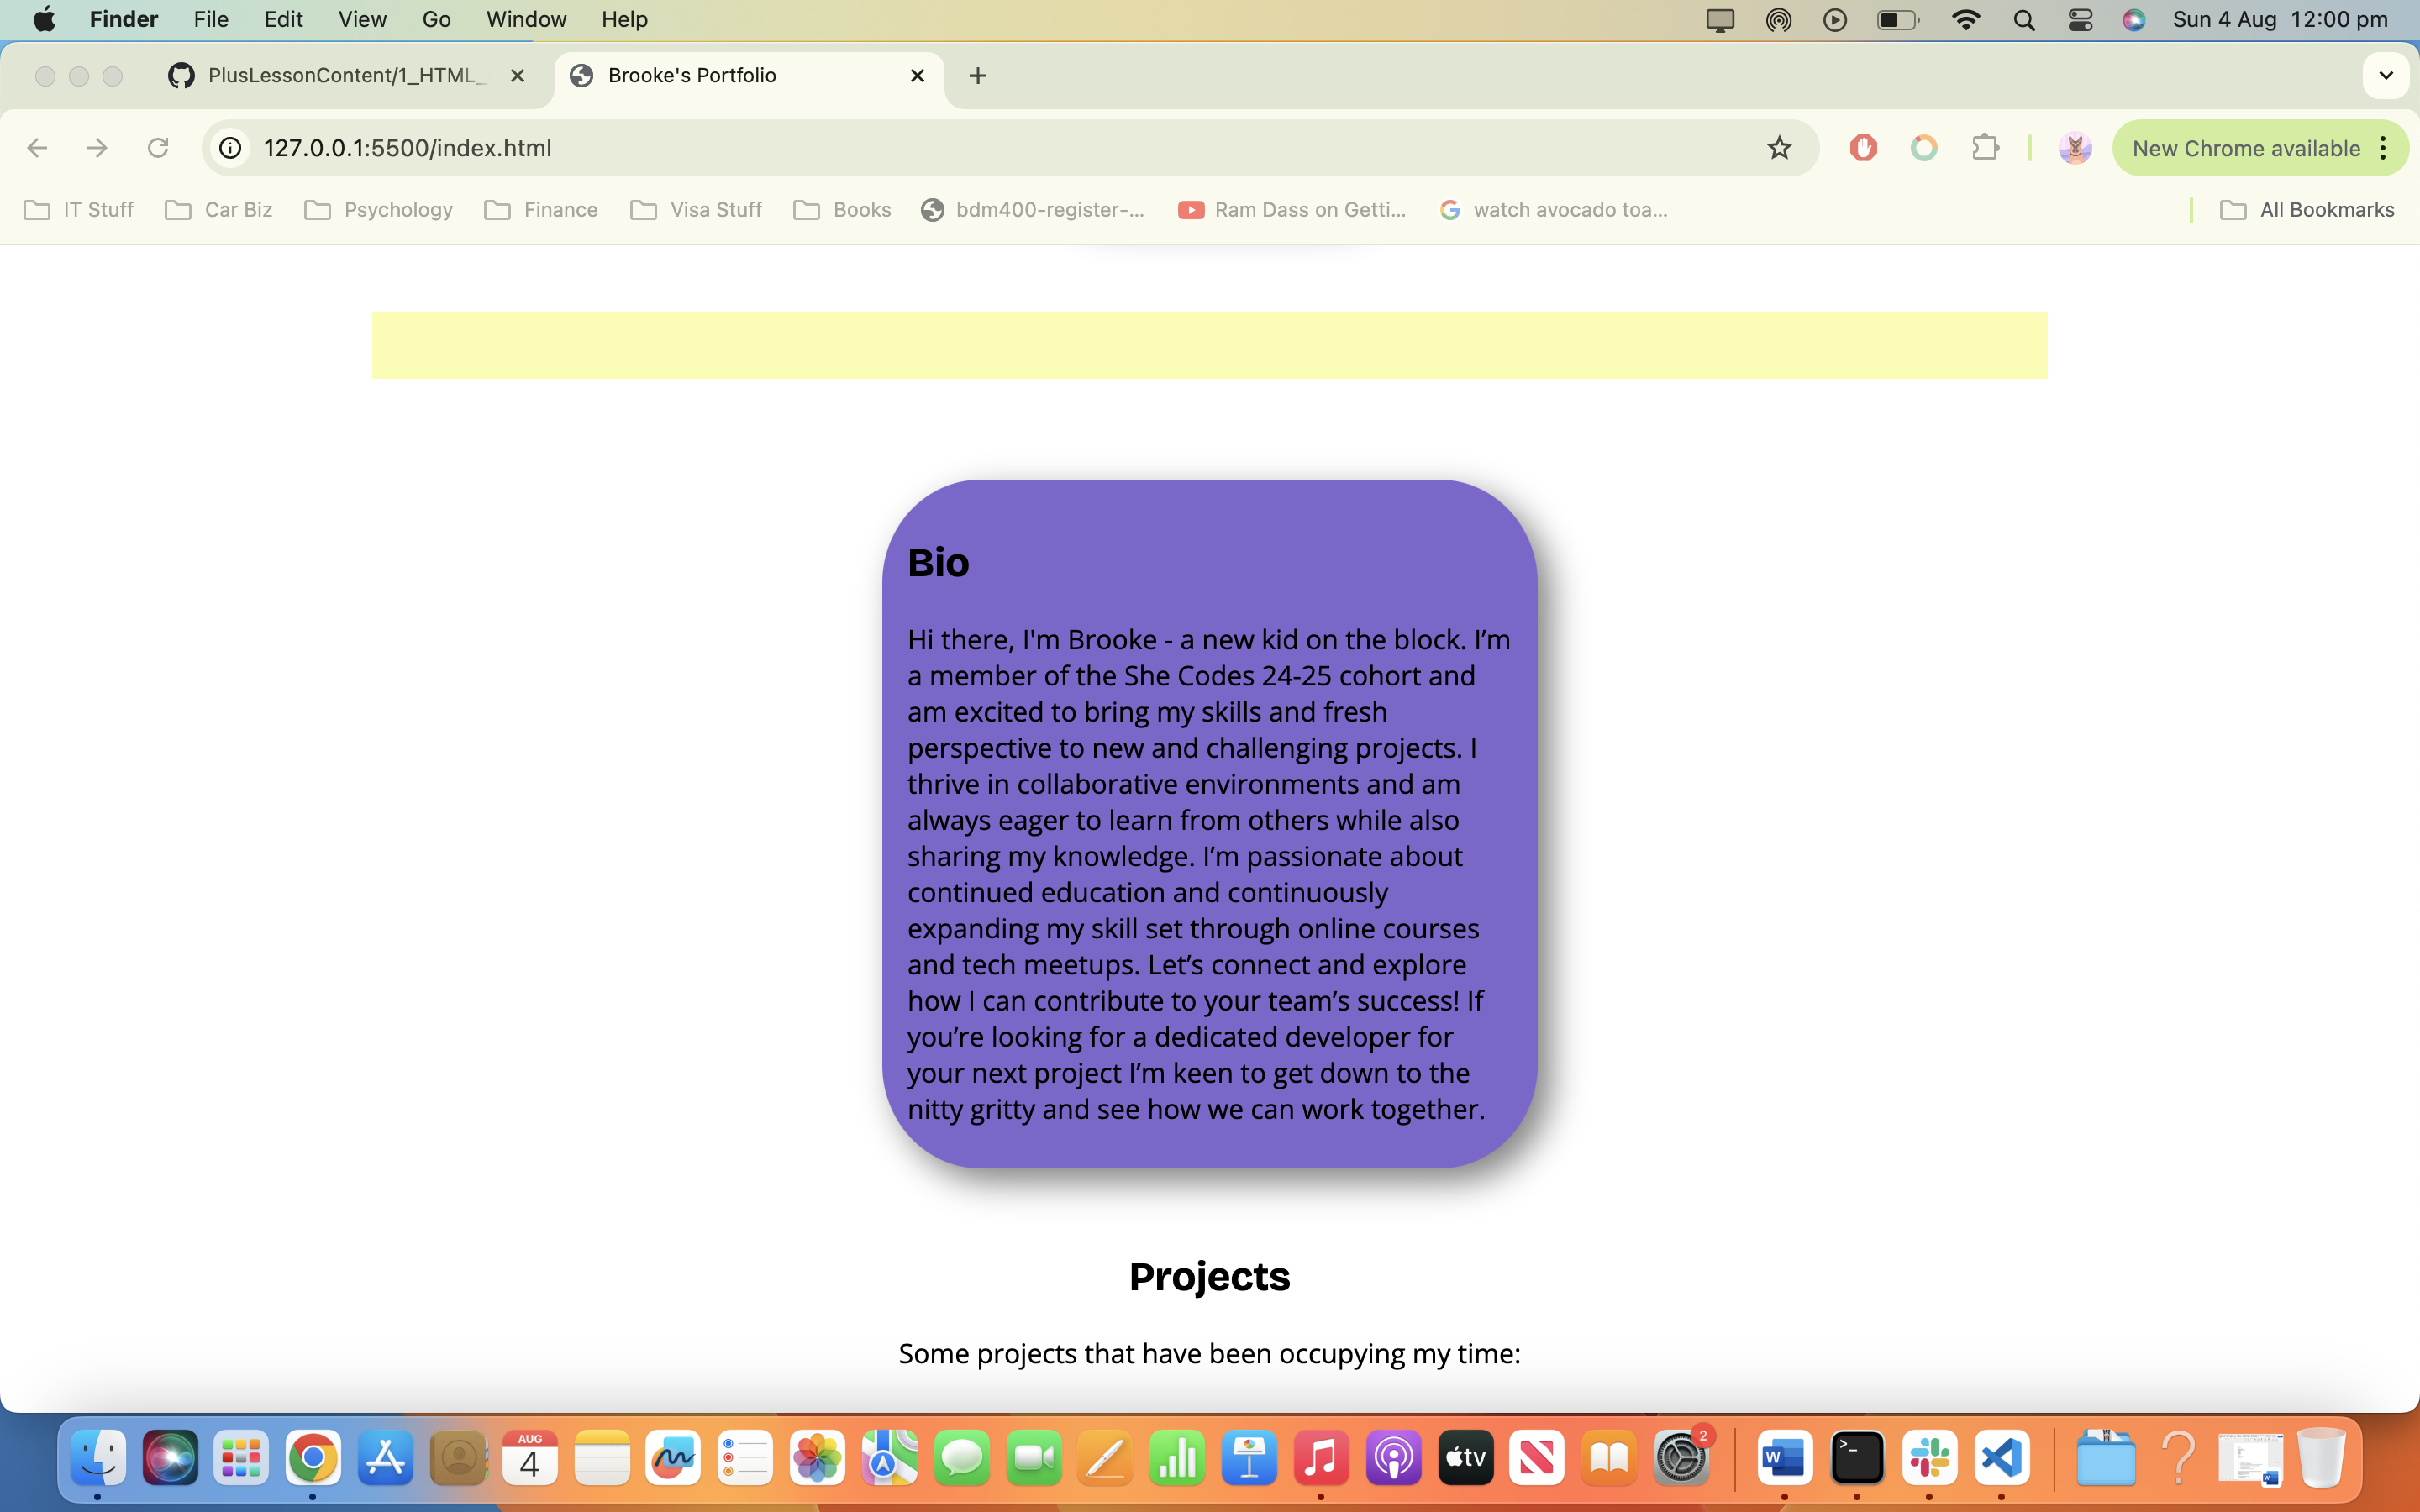 Finder File Edit View Go Window Help Sun 4 Aug 12:00 pm
PlusLessonContent/1_HTML_ Brooke's Portfolio
127.0.0.1:5500/index.html New Chrome available
IT Stuff Car Biz Psychology Finance Visa Stuff Books bdm400-register-... Ram Dass on Getti... watch avocado toa... All Bookmarks
Bio
Hi there, I'm Brooke - a new kid on the block. I’m
a member of the She Codes 24-25 cohort and
am excited to bring my skills and fresh
perspective to new and challenging projects. I
thrive in collaborative environments and am
always eager to learn from others while also
sharing my knowledge. I’m passionate about
continued education and continuously
expanding my skill set through online courses
and tech meetups. Let’s connect and explore
how I can contribute to your team’s success! If
you’re looking for a dedicated developer for
your next project I’m keen to get down to the
nitty gritty and see how we can work together.
Projects
Some projects that have been occupying my time:
AUG
4
tv
2
W
>_